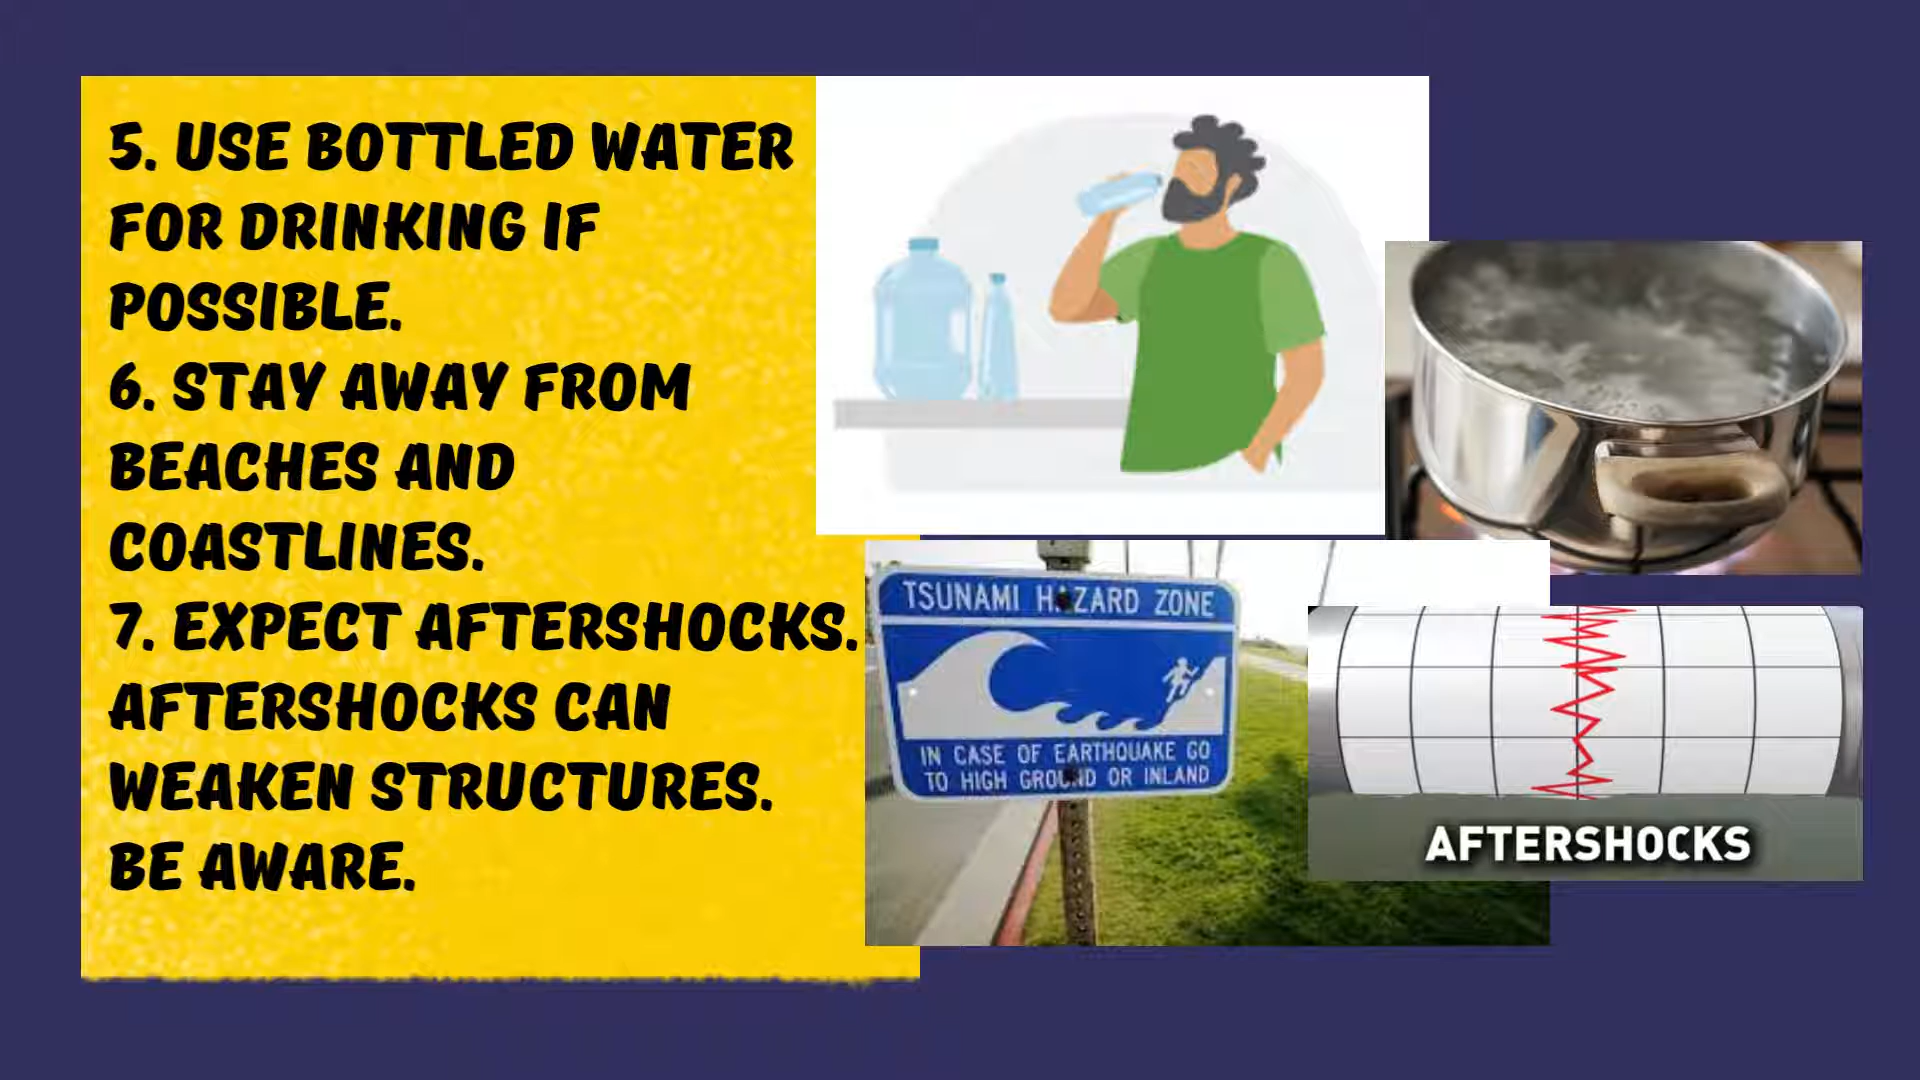 5. USE BOTTLED WATER
FOR DRINKING IF
POSSIBLE.
6. STAY AWAY FROM
BEACHES AND
COASTLINES.
7. EXPECT AFTERSHOCKS.
AFTERSHOCKS CAN
WEAKEN STRUCTURES.
BE AWARE.
TSUNAMI HAZARD ZONE
IN CASE OF EARTHQUAKE GO
TO HIGH GROUND OR INLAND
AFTERSHOCKS